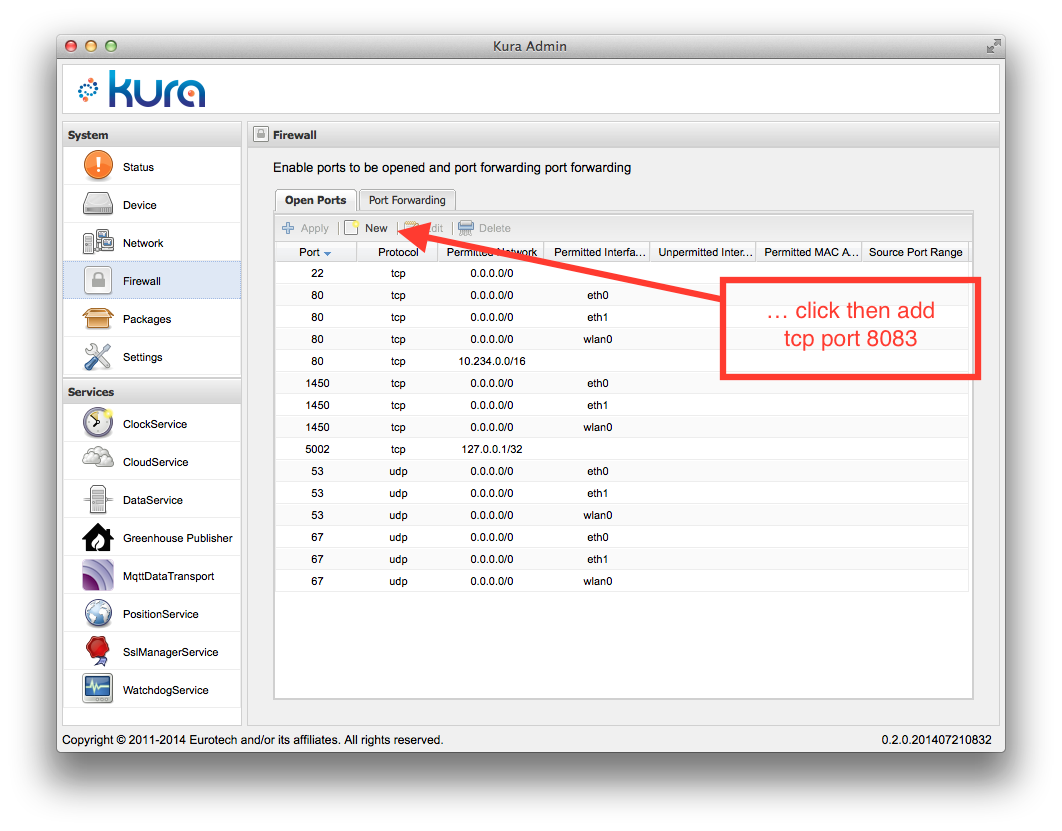 Kura Admin
kura
System
Status
Device
Network
Firewall
Packages
Settings
Services
ClockService
CloudService
DataService
Greenhouse Publisher
MqttDataTransport
PositionService
SslManagerService
WatchdogService
Firewall
Enable ports to be opened and port forwarding port forwarding
Open Ports Port Forwarding
Apply New Delete
Port Protocol Permitted Network Permitted Interfa... Unpermitted Inter... Permitted MAC A... Source Port Range
22 tcp 0.0.0.0/0
80 tcp 0.0.0.0/0 eth0
80 tcp 0.0.0.0/0 eth1
80 tcp 0.0.0.0/0 wlan0
80 tcp 10.234.0.0/16
1450 tcp 0.0.0.0/0 eth0
1450 tcp 0.0.0.0/0 eth1
1450 tcp 0.0.0.0/0 wlan0
5002 tcp 127.0.0.1/32
53 udp 0.0.0.0/0 eth0
53 udp 0.0.0.0/0 eth1
53 udp 0.0.0.0/0 wlan0
67 udp 0.0.0.0/0 eth0
67 udp 0.0.0.0/0 eth1
67 udp 0.0.0.0/0 wlan0
... click then add
tcp port 8083
Copyright © 2011-2014 Eurotech and/or its affiliates. All rights reserved.
0.2.0.201407210832